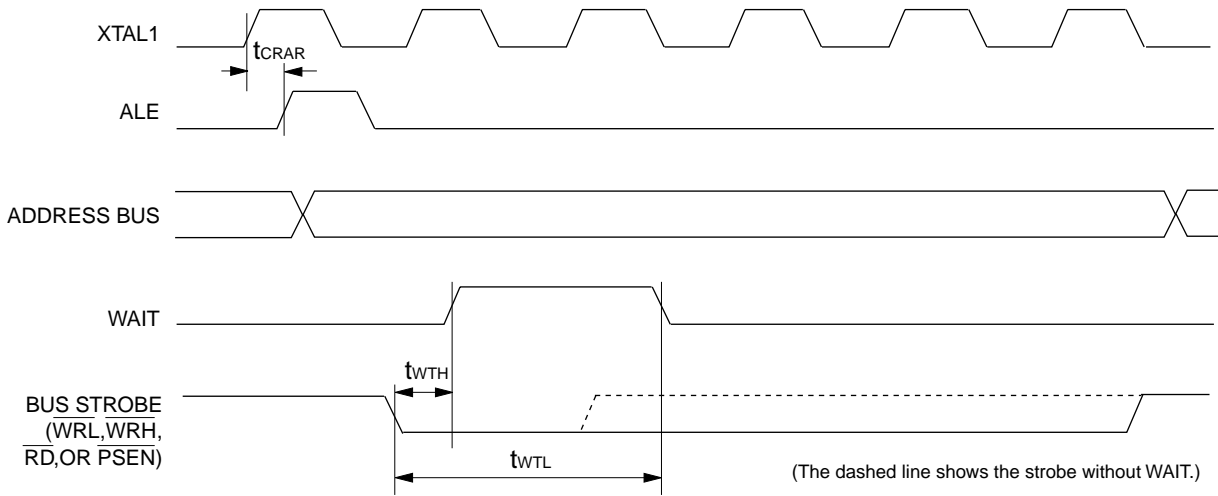 XTAL1
tCRAR
ALE
ADDRESS BUS
WAIT
tWTH
BUS STROBE
(WRL,WRH,
RD,OR PSEN)
tWTL
(The dashed line shows the strobe without WAIT.)